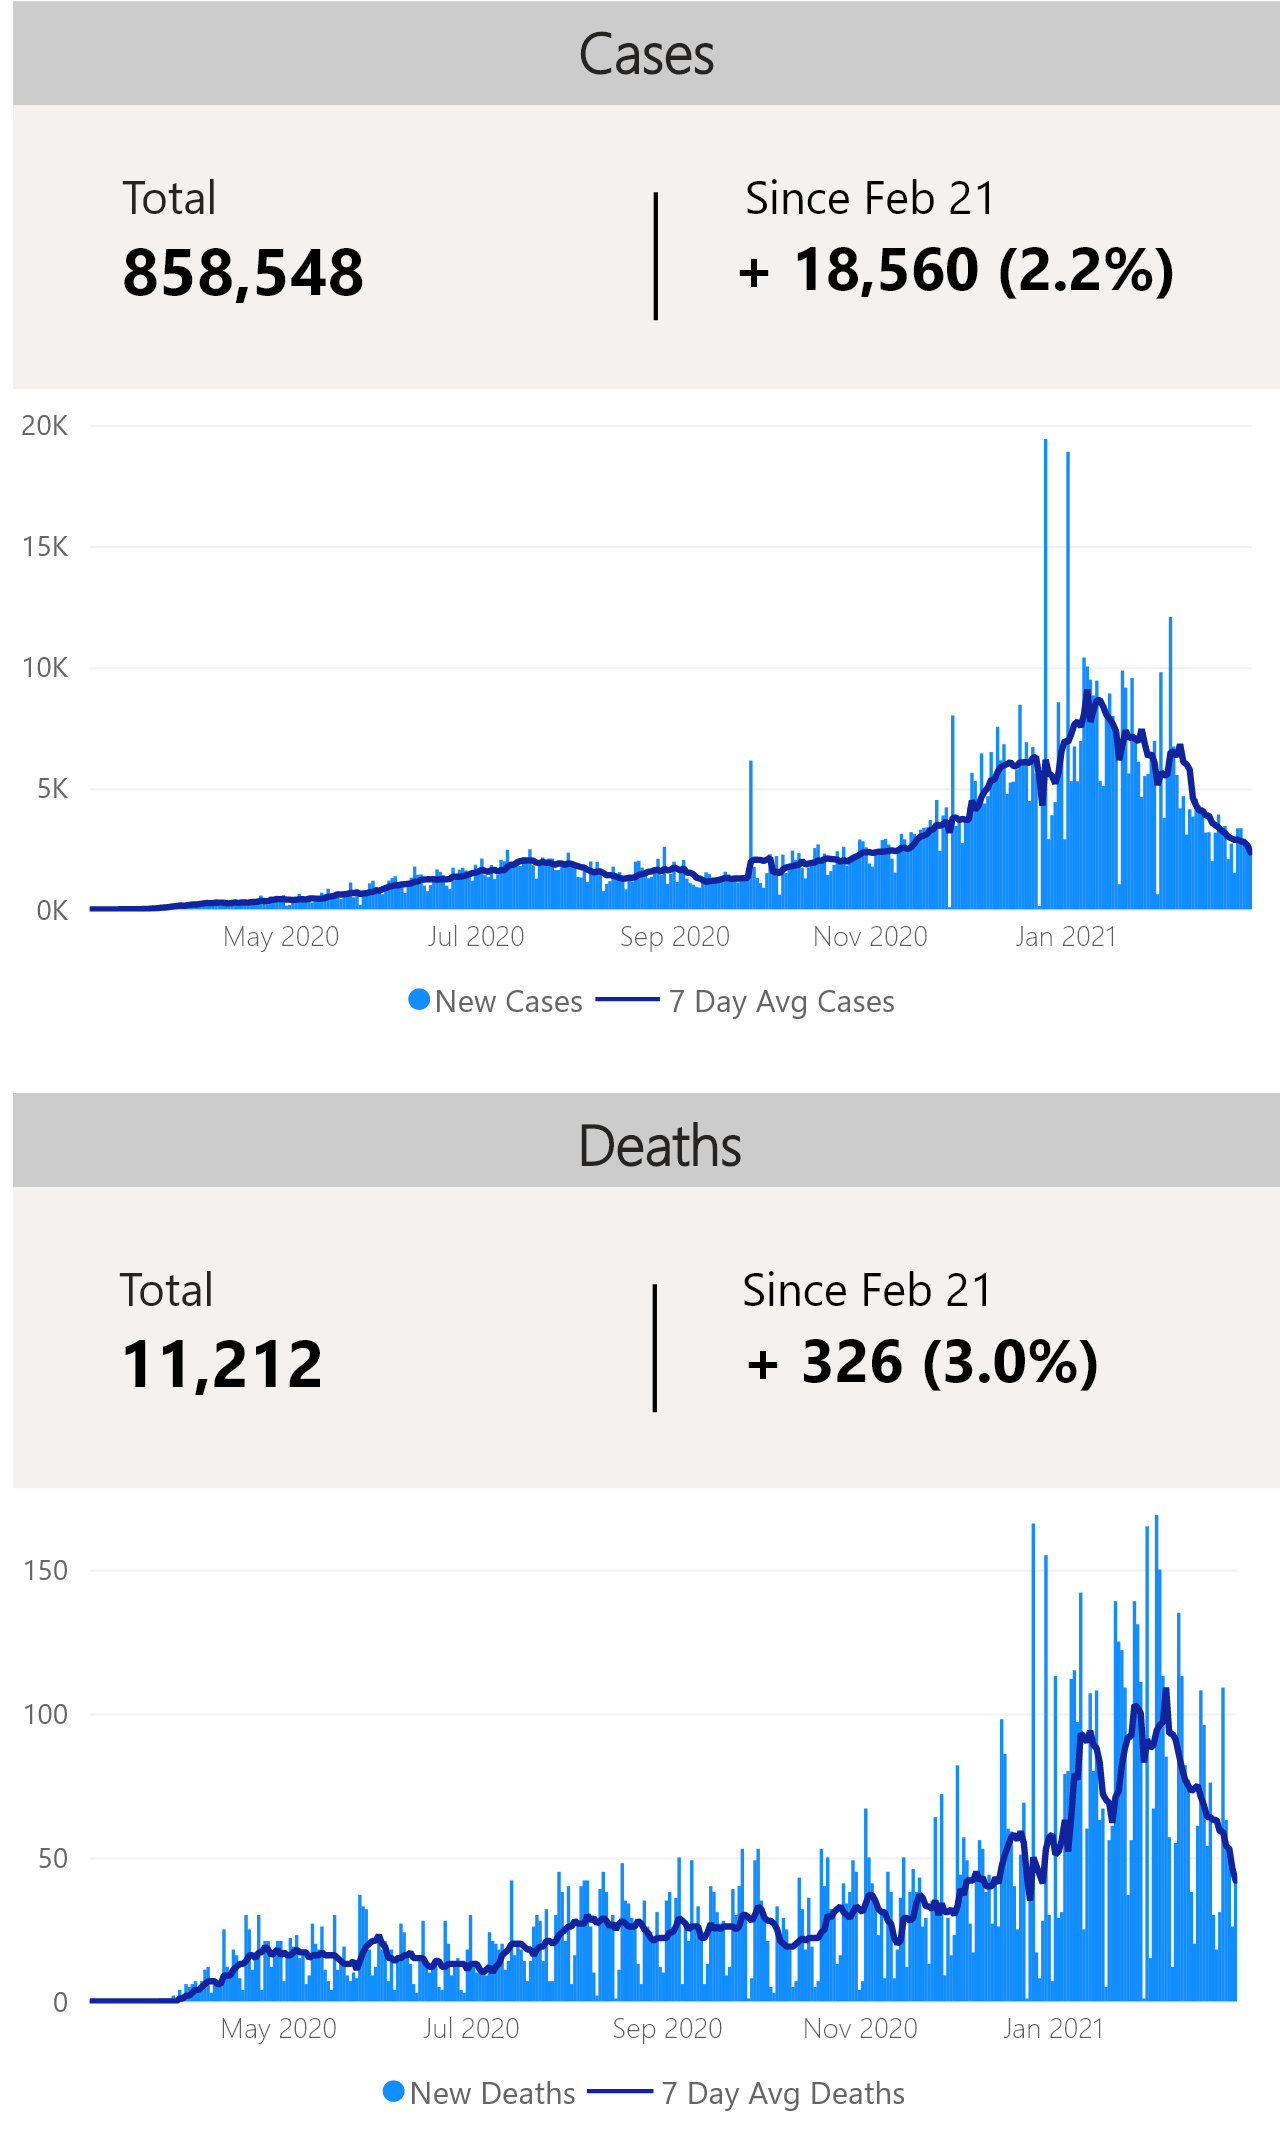 Cases
Total
Since Feb 21
858,548
+ 18,560 (2.2%)
20K
15K
10K
5K
0K
May 2020
Jul 2020
Sep 2020
Nov 2020
Jan 2021
New Cases
7 Day Avg Cases
Deaths
Total
Since Feb 21
11,212
+ 326 (3.0%)
150
100
50
0
May 2020
Jul 2020
Sep 2020
Nov 2020
Jan 2021
New Deaths
7 Day Avg Deaths